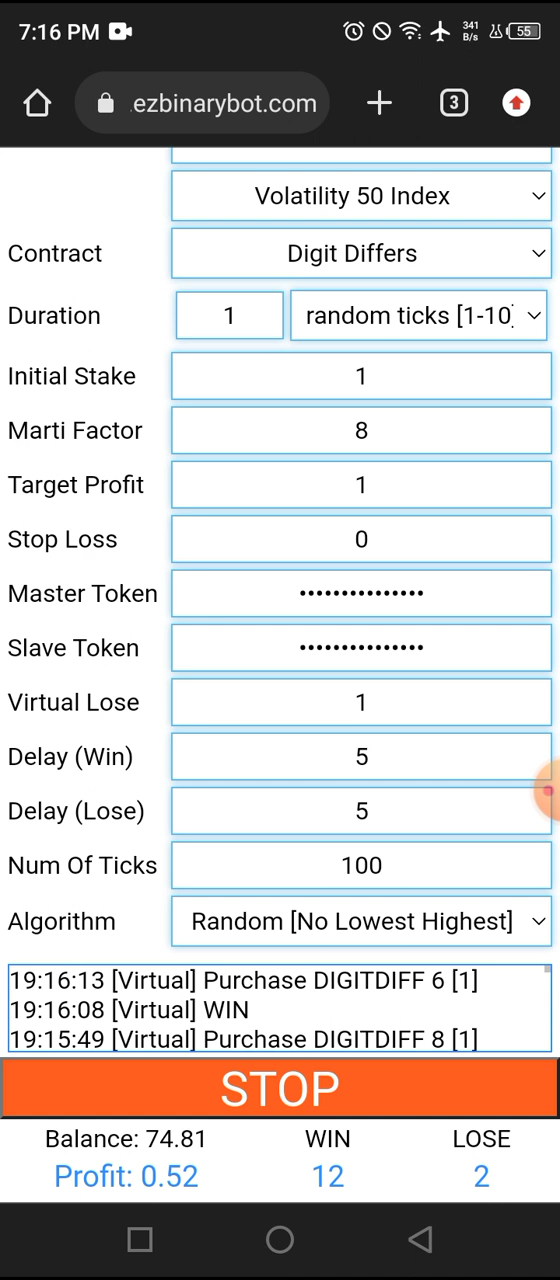 7:16 PM 341 B/s 55
.ezbinarybot.com 3
Volatility 50 Index
Contract Digit Differs
Duration 1 random ticks [1-10]
Initial Stake 1
Marti Factor 8
Target Profit 1
Stop Loss 0
Master Token •••••••••••••••
Slave Token •••••••••••••••
Virtual Lose 1
Delay (Win) 5
Delay (Lose) 5
Num Of Ticks 100
Algorithm Random [No Lowest Highest]
19:16:13 [Virtual] Purchase DIGITDIFF 6 [1]
19:16:08 [Virtual] WIN
19:15:49 [Virtual] Purchase DIGITDIFF 8 [1]
STOP
Balance: 74.81 WIN LOSE
Profit: 0.52 12 2